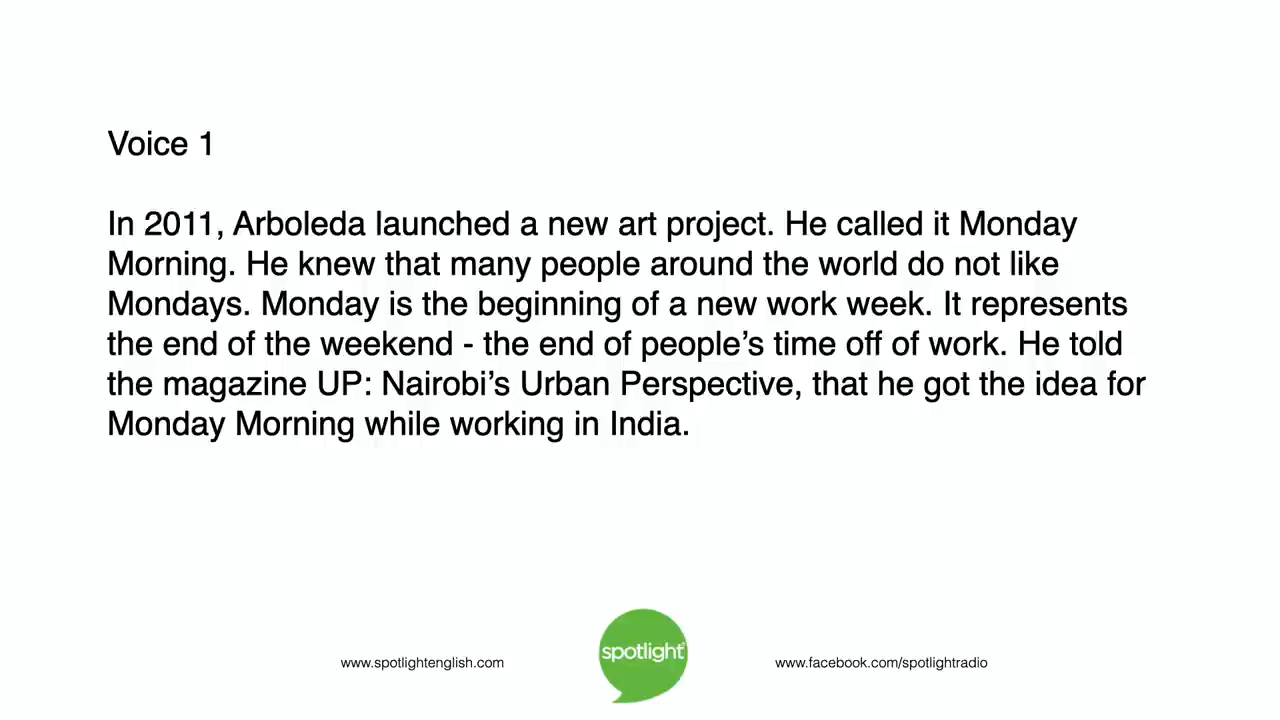 Voice 1
In 2011, Arboleda launched a new art project. He called it Monday
Morning. He knew that many people around the world do not like
Mondays. Monday is the beginning of a new work week. It represents
the end of the weekend - the end of people’s time off of work. He told
the magazine UP: Nairobi’s Urban Perspective, that he got the idea for
Monday Morning while working in India.
www.spotlightenglish.com
spotlight
www.facebook.com/spotlightradio